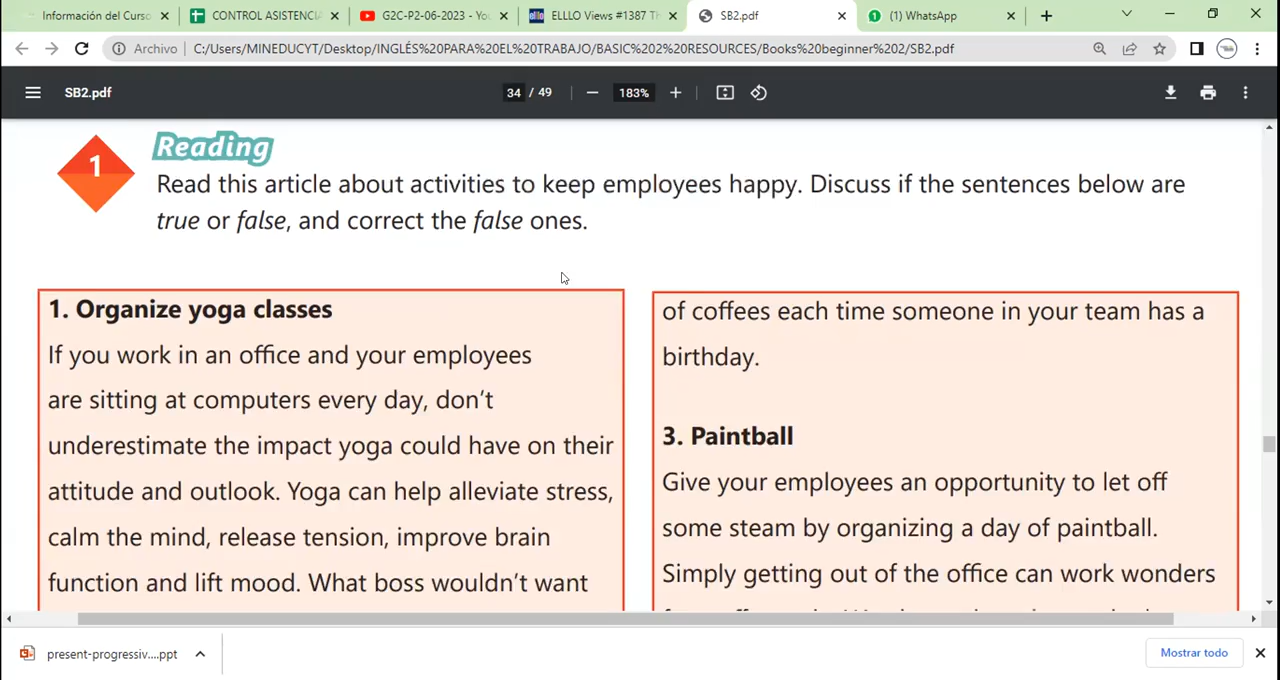 Información del Curso
CONTROL ASISTENCIA
G2C-P2-06-2023 - You
ELLLO Views #1387 Th
SB2.pdf
(1) WhatsApp
Archivo
C:/Users/MINEDUCYT/Desktop/INGLÉS%20PARA%20EL%20TRABAJO/BASIC%202%20RESOURCES/Books%20beginner%202/SB2.pdf
SB2.pdf
34 / 49
183%
1
Reading
Read this article about activities to keep employees happy. Discuss if the sentences below are
true or false, and correct the false ones.
1. Organize yoga classes
If you work in an office and your employees
are sitting at computers every day, don't
underestimate the impact yoga could have on their
attitude and outlook. Yoga can help alleviate stress,
calm the mind, release tension, improve brain
function and lift mood. What boss wouldn't want
of coffees each time someone in your team has a
birthday.
3. Paintball
Give your employees an opportunity to let off
some steam by organizing a day of paintball.
Simply getting out of the office can work wonders
present-progressiv....ppt
Mostrar todo